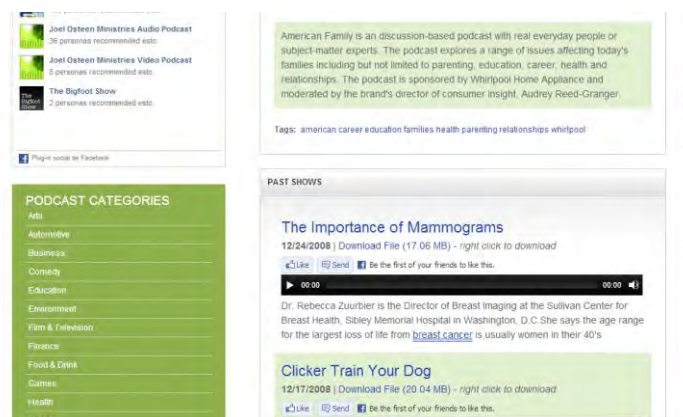 Joel Osteen Ministries Audio Podcast
36 personas recommended esto.
Joel Osteen Ministries Video Podcast
5 personas recommended esto.
The Bigfoot Show
2 personas recommended esto.
Plug-in social de Facebook
PODCAST CATEGORIES
Arts
Automotive
Business
Comedy
Education
Environment
Film & Television
Finance
Food & Drink
Games
Health
American Family is an discussion-based podcast with real everyday people or
subject-matter experts. The podcast explores a range of issues affecting today's
families including but not limited to parenting, education, career, health and
relationships. The podcast is sponsored by Whirlpool Home Appliance and
moderated by the brand's director of consumer insight, Audrey Reed-Granger.
Tags: american career education families health parenting relationships whirlpool
PAST SHOWS
The Importance of Mammograms
12/24/2008 | Download File (17.06 MB) - right click to download
Like Send Be the first of your friends to like this.
00:00 00:00
Dr. Rebecca Zuurbier is the Director of Breast Imaging at the Sullivan Center for
Breast Health, Sibley Memorial Hospital in Washington, D.C.She says the age range
for the largest loss of life from breast cancer is usually women in their 40's
Clicker Train Your Dog
12/17/2008 | Download File (20.04 MB) - right click to download
Like Send Be the first of your friends to like this.